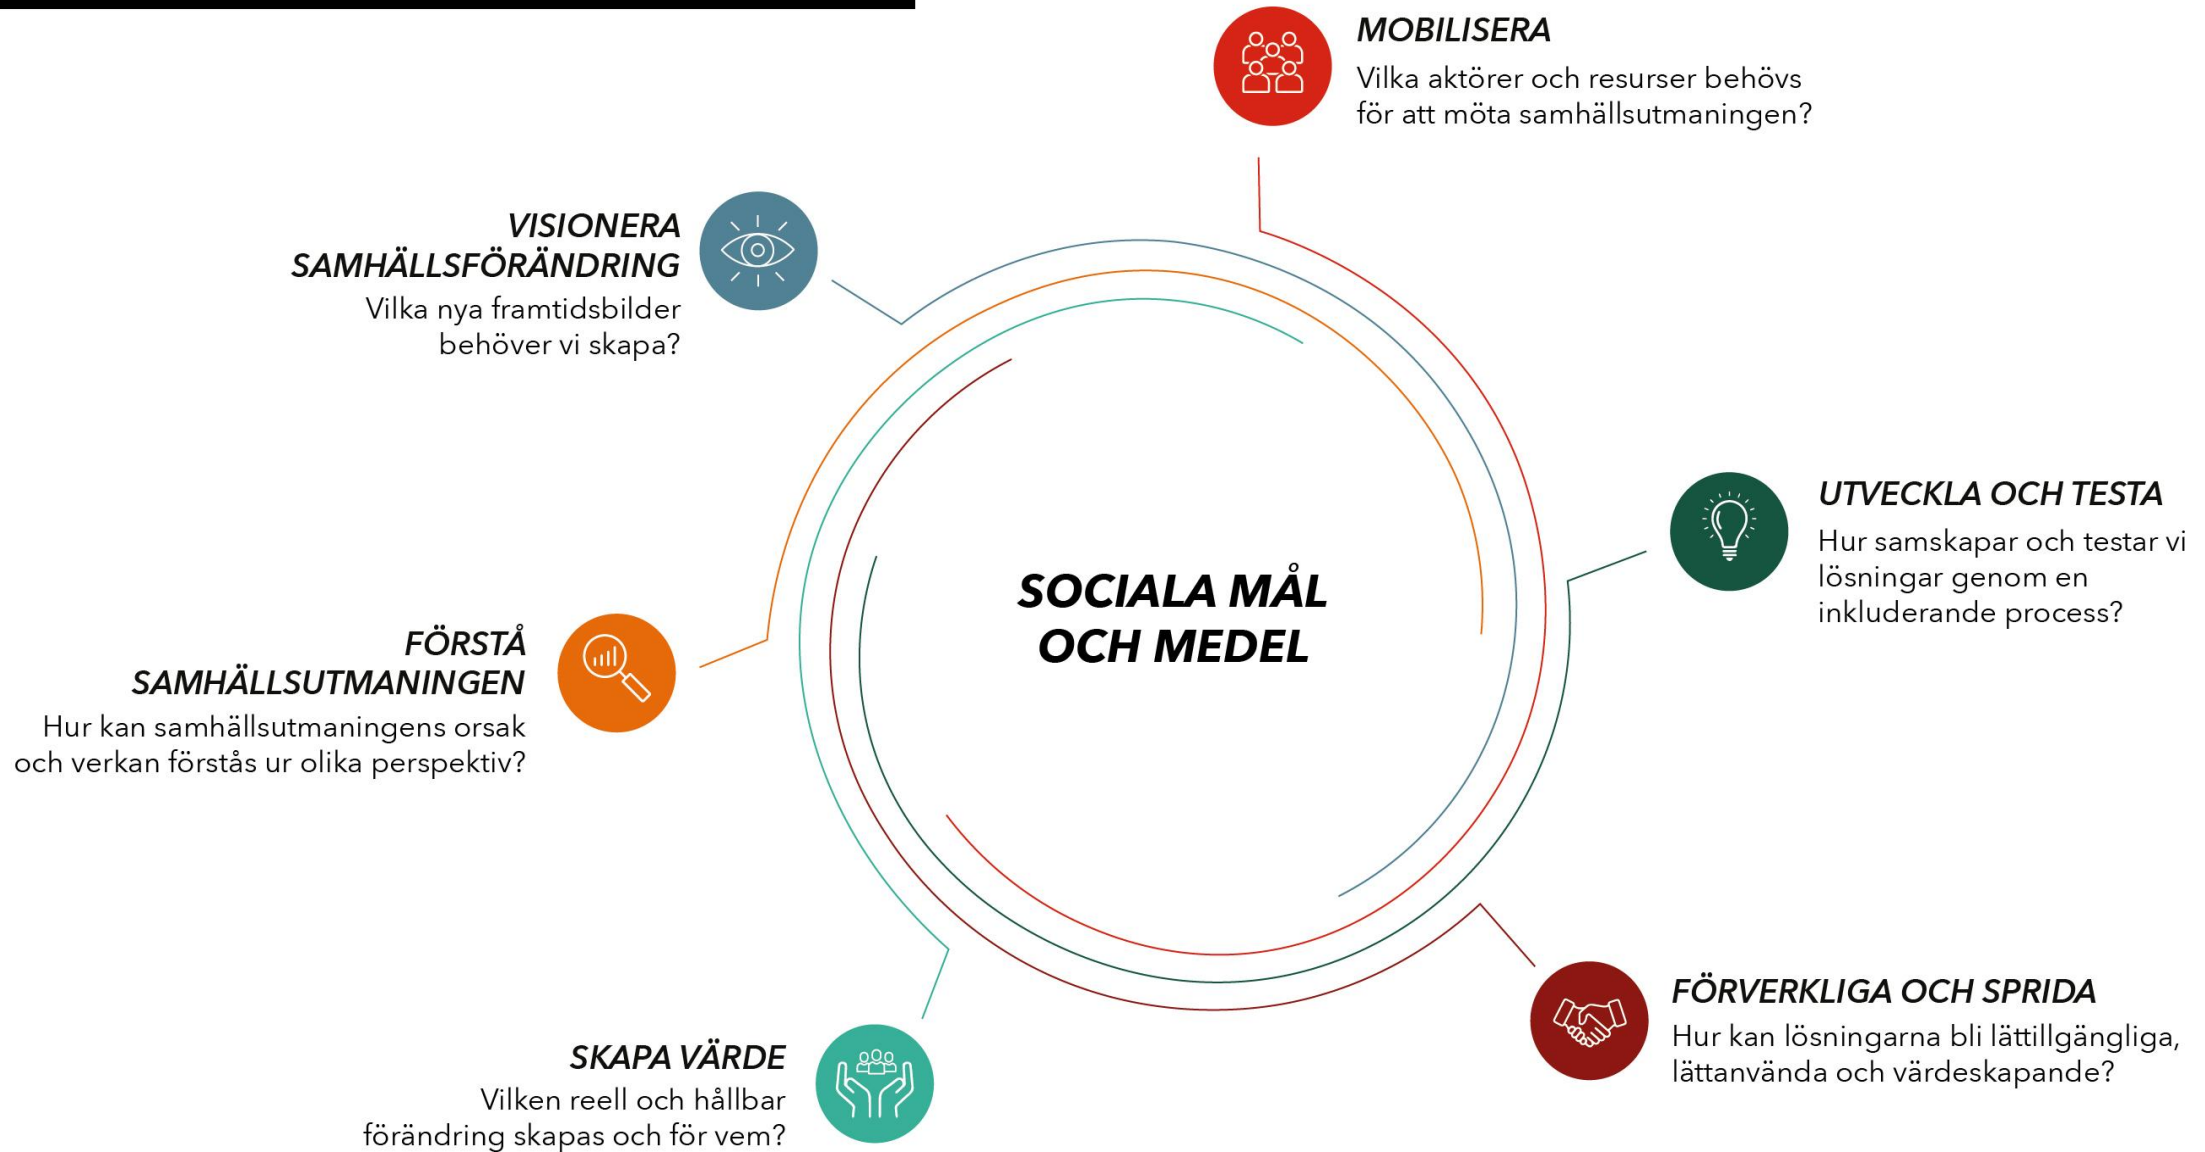 MOBILISERA
Vilka aktörer och resurser behövs
för att möta samhällsutmaningen?
VISIONERA
SAMHÄLLSFÖRÄNDRING
Vilka nya framtidsbilder
behöver vi skapa?
UTVECKLA OCH TESTA
Hur samskapar och testar vi
lösningar genom en
inkluderande process?
SOCIALA MÅL
OCH MEDEL
FÖRSTÅ
SAMHÄLLSUTMANINGEN
Hur kan samhällsutmaningens orsak
och verkan förstås ur olika perspektiv?
FÖRVERKLIGA OCH SPRIDA
Hur kan lösningarna bli lättillgängliga,
lättanvända och värdeskapande?
SKAPA VÄRDE
Vilken reell och hållbar
förändring skapas och för vem?